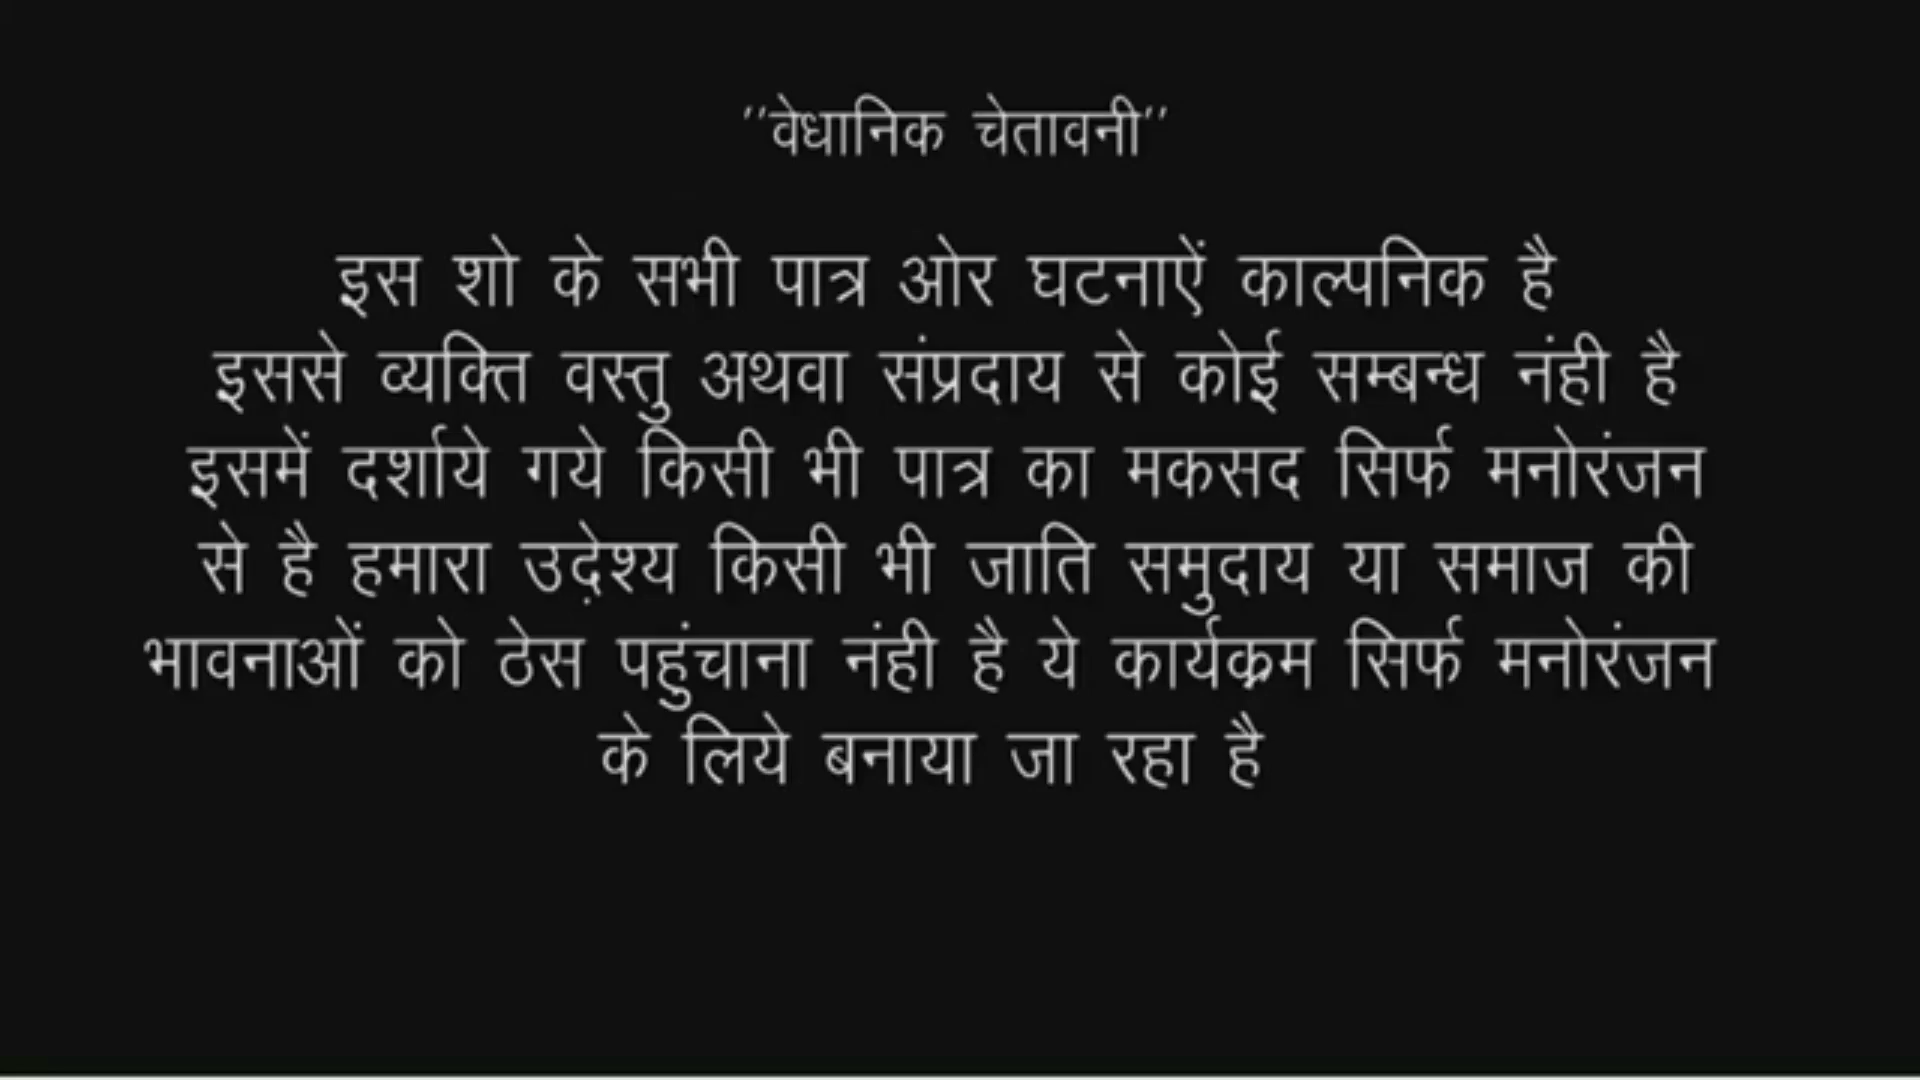 ''वेधानिक चेतावनी''
इस शो के सभी पात्र ओर घटनाऐं काल्पनिक है
इससे व्यक्ति वस्तु अथवा संप्रदाय से कोई सम्बन्ध नंही है
इसमें दर्शाये गये किसी भी पात्र का मकसद सिर्फ मनोरंजन
से है हमारा उद़ेश्य किसी भी जाति समुदाय या समाज की
भावनाओं को ठेस पहुंचाना नंही है ये कार्यक्रम सिर्फ मनोरंजन
के लिये बनाया जा रहा है